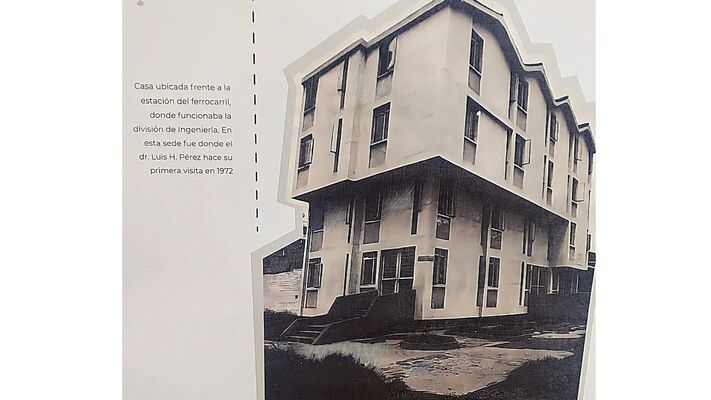 Casa ubicada frente a la
estación del ferrocarril,
donde funcionaba la
división de Ingeniería. En
esta sede fue donde el
dr. Luis H. Pérez hace su
primera visita en 1972